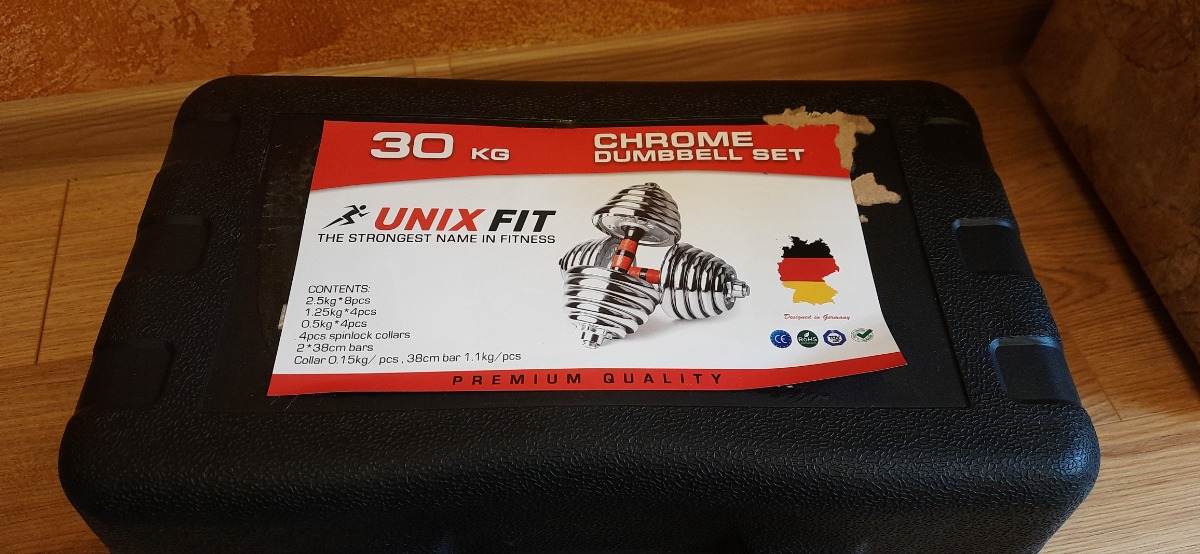 30 KG
CHROME
DUMBBELL SET
UNIX FIT
THE STRONGEST NAME IN FITNESS
CONTENTS:
2.5kg*8pcs
1.25kg*4pcs
0.5kg*4pcs
4pcs spinlock collars
2*38cm bars
Collar 0.15kg/ pcs , 38cm bar 1.1kg/pcs
Designed in Germany
CE
RoHS
PREMIUM QUALITY